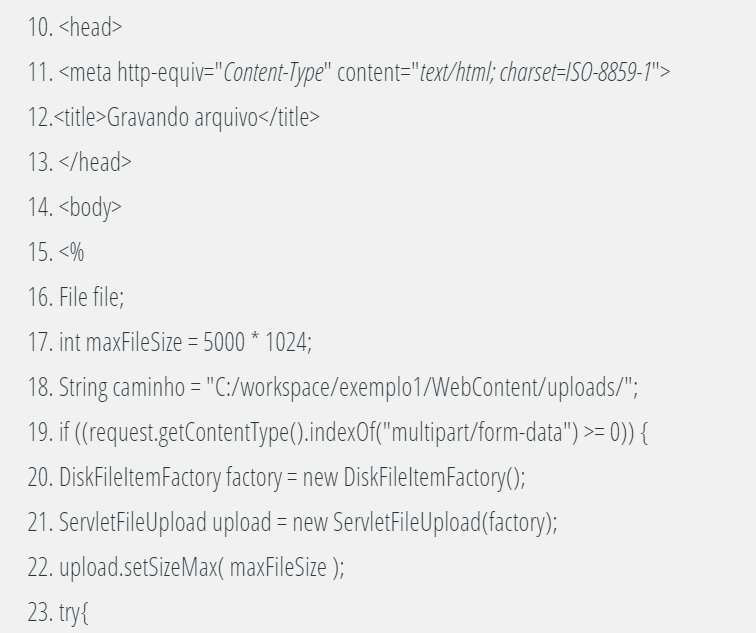 10. <head>
11. <meta http-equiv="Content-Type" content="text/html; charset=ISO-8859-1">
12.<title>Gravando arquivo</title>
13. </head>
14. <body>
15. <%
16. File file;
17. int maxFileSize = 5000 * 1024;
18. String caminho = "C:/workspace/exemplo1/WebContent/uploads/";
19. if ((request.getContentType().indexOf("multipart/form-data") >= 0)) {
20. DiskFileItemFactory factory = new DiskFileItemFactory();
21. ServletFileUpload upload = new ServletFileUpload(factory);
22. upload.setSizeMax( maxFileSize );
23. try{